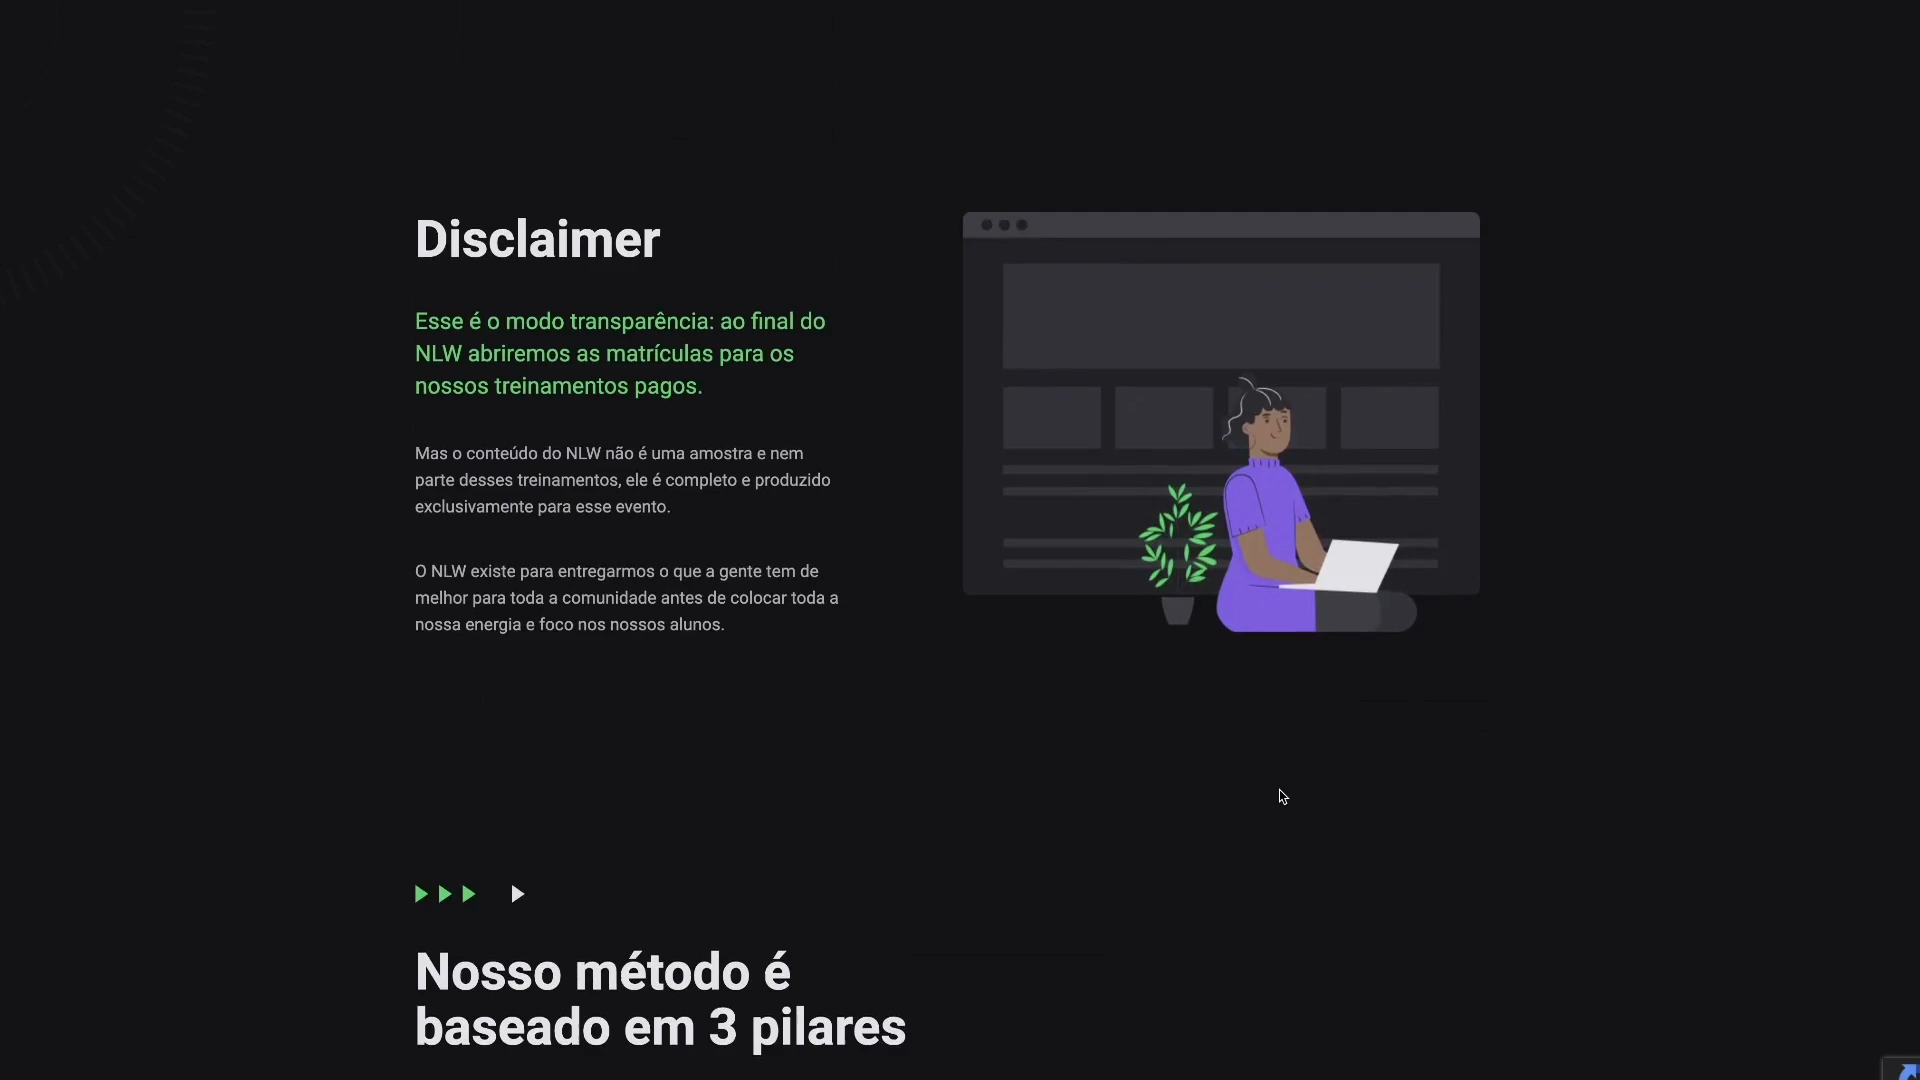 Disclaimer
Esse é o modo transparência: ao final do
NLW abriremos as matrículas para os
nossos treinamentos pagos.
Mas o conteúdo do NLW não é uma amostra e nem
parte desses treinamentos, ele é completo e produzido
exclusivamente para esse evento.
O NLW existe para entregarmos o que a gente tem de
melhor para toda a comunidade antes de colocar toda a
nossa energia e foco nos nossos alunos.
Nosso método é
baseado em 3 pilares